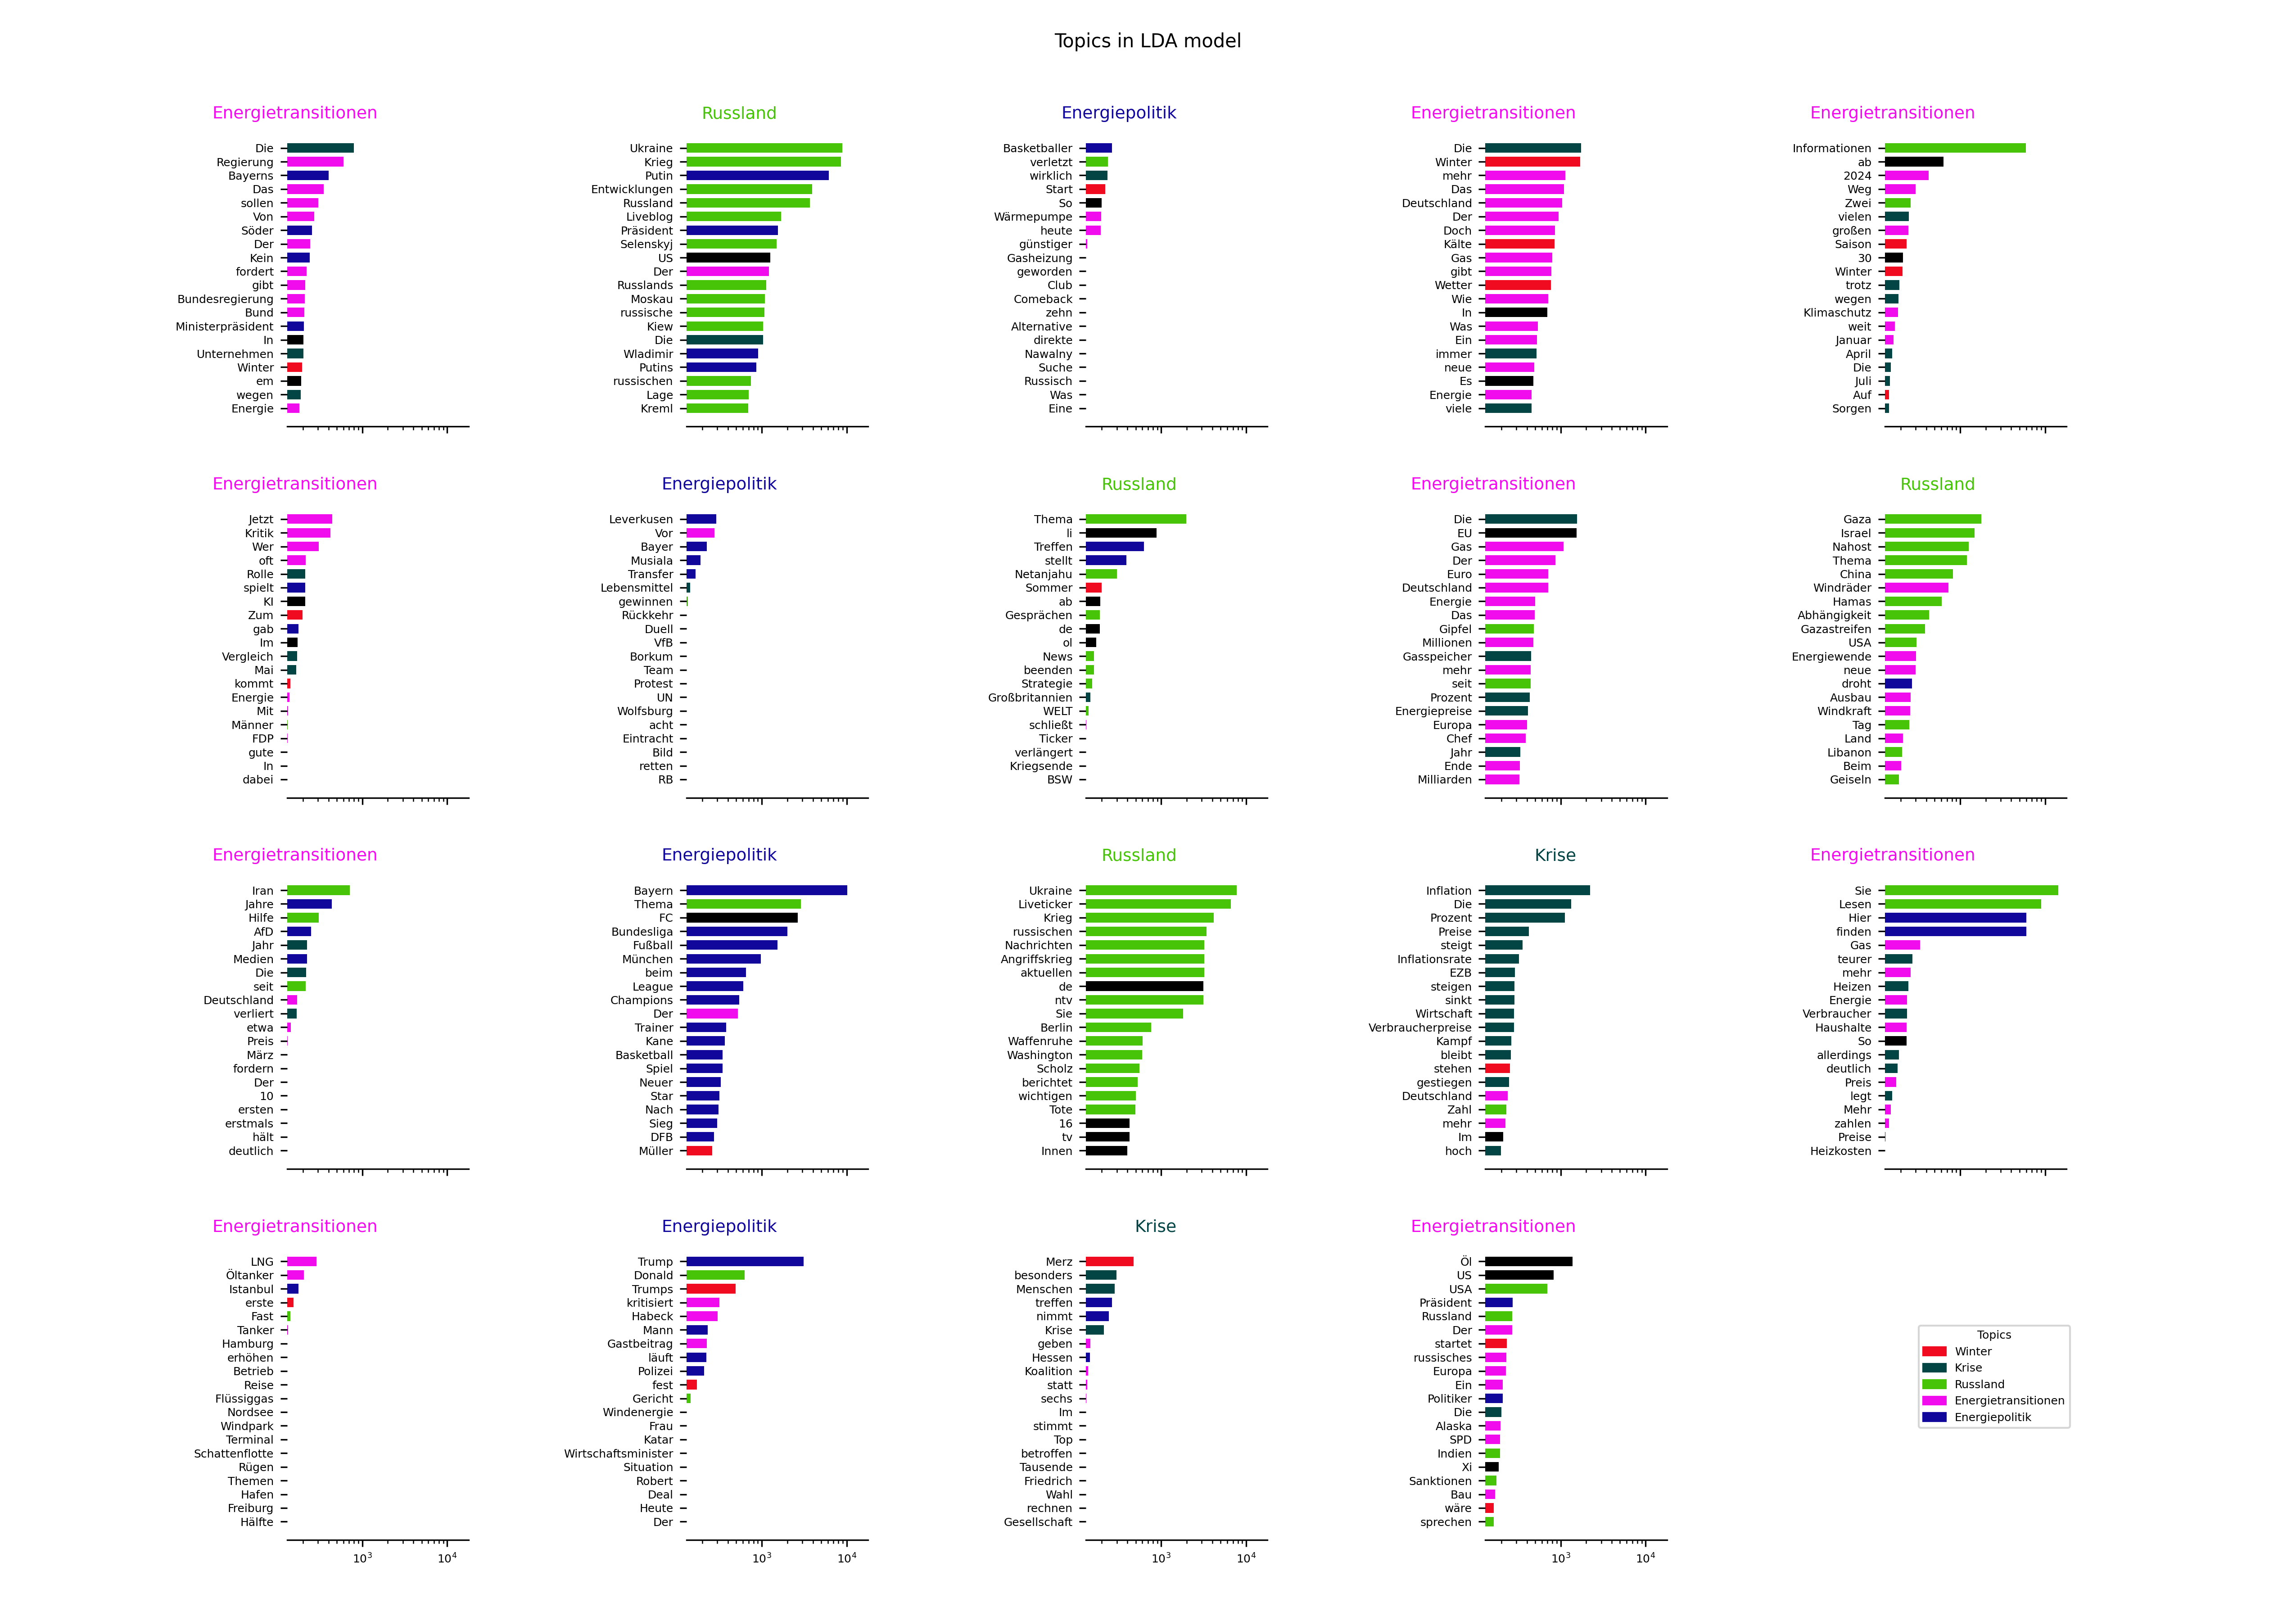 Topics in LDA model
Energietransitionen
Die
Regierung
Bayerns
Das
sollen
Von
Söder
Der
Kein
fordert
gibt
Bundesregierung
Bund
Ministerpräsident
In
Unternehmen
Winter
em
wegen
Energie
Russland
Ukraine
Krieg
Putin
Entwicklungen
Russland
Liveblog
Präsident
Selenskyj
US
Der
Russlands
Moskau
russische
Kiew
Die
Wladimir
Putins
russischen
Lage
Kreml
Energiepolitik
Basketballer
verletzt
wirklich
Start
So
Wärmepumpe
heute
günstiger
Gasheizung
geworden
Club
Comeback
zehn
Alternative
direkte
Nawalny
Suche
Russisch
Was
Eine
Energietransitionen
Die
Winter
mehr
Das
Deutschland
Der
Doch
Kälte
Gas
gibt
Wetter
Wie
In
Was
Ein
immer
neue
Es
Energie
viele
Energietransitionen
Informationen
ab
2024
Weg
Zwei
vielen
großen
Saison
30
Winter
trotz
wegen
Klimaschutz
weit
Januar
April
Die
Juli
Auf
Sorgen
Energietransitionen
Jetzt
Kritik
Wer
oft
Rolle
spielt
KI
Zum
gab
Im
Vergleich
Mai
kommt
Energie
Mit
Männer
FDP
gute
In
dabei
Energiepolitik
Leverkusen
Vor
Bayer
Musiala
Transfer
Lebensmittel
gewinnen
Rückkehr
Duell
VfB
Borkum
Team
Protest
UN
Wolfsburg
acht
Eintracht
Bild
retten
RB
Russland
Thema
li
Treffen
stellt
Netanjahu
Sommer
ab
Gesprächen
de
ol
News
beenden
Strategie
Großbritannien
WELT
schließt
Ticker
verlängert
Kriegsende
BSW
Energietransitionen
Die
EU
Gas
Der
Euro
Deutschland
Energie
Das
Gipfel
Millionen
Gasspeicher
mehr
seit
Prozent
Energiepreise
Europa
Chef
Jahr
Ende
Milliarden
Russland
Gaza
Israel
Nahost
Thema
China
Windräder
Hamas
Abhängigkeit
Gazastreifen
USA
Energiewende
neue
droht
Ausbau
Windkraft
Tag
Land
Libanon
Beim
Geiseln
Energietransitionen
Iran
Jahre
Hilfe
AfD
Jahr
Medien
Die
seit
Deutschland
verliert
etwa
Preis
März
fordern
Der
10
ersten
erstmals
hält
deutlich
Energiepolitik
Bayern
Thema
FC
Bundesliga
Fußball
München
beim
League
Champions
Der
Trainer
Kane
Basketball
Spiel
Neuer
Star
Nach
Sieg
DFB
Müller
Russland
Ukraine
Liveticker
Krieg
russischen
Nachrichten
Angriffskrieg
aktuellen
de
ntv
Sie
Berlin
Waffenruhe
Washington
Scholz
berichtet
wichtigen
Tote
16
tv
Innen
Krise
Inflation
Die
Prozent
Preise
steigt
Inflationsrate
EZB
steigen
sinkt
Wirtschaft
Verbraucherpreise
Kampf
bleibt
stehen
gestiegen
Deutschland
Zahl
mehr
Im
hoch
Energietransitionen
Sie
Lesen
Hier
finden
Gas
teurer
mehr
Heizen
Energie
Verbraucher
Haushalte
So
allerdings
deutlich
Preis
legt
Mehr
zahlen
Preise
Heizkosten
Energietransitionen
LNG
Öltanker
Istanbul
erste
Fast
Tanker
Hamburg
erhöhen
Betrieb
Reise
Flüssiggas
Nordsee
Windpark
Terminal
Schattenflotte
Rügen
Themen
Hafen
Freiburg
Hälfte
10³ 10⁴
Energiepolitik
Trump
Donald
Trumps
kritisiert
Habeck
Mann
Gastbeitrag
läuft
Polizei
fest
Gericht
Windenergie
Frau
Katar
Wirtschaftsminister
Situation
Robert
Deal
Heute
Der
10³ 10⁴
Krise
Merz
besonders
Menschen
treffen
nimmt
Krise
geben
Hessen
Koalition
statt
sechs
Im
stimmt
Top
betroffen
Tausende
Friedrich
Wahl
rechnen
Gesellschaft
10³ 10⁴
Energietransitionen
Öl
US
USA
Präsident
Russland
Der
startet
russisches
Europa
Ein
Politiker
Die
Alaska
SPD
Indien
Xi
Sanktionen
Bau
wäre
sprechen
10³ 10⁴
Topics
Winter
Krise
Russland
Energietransitionen
Energiepolitik